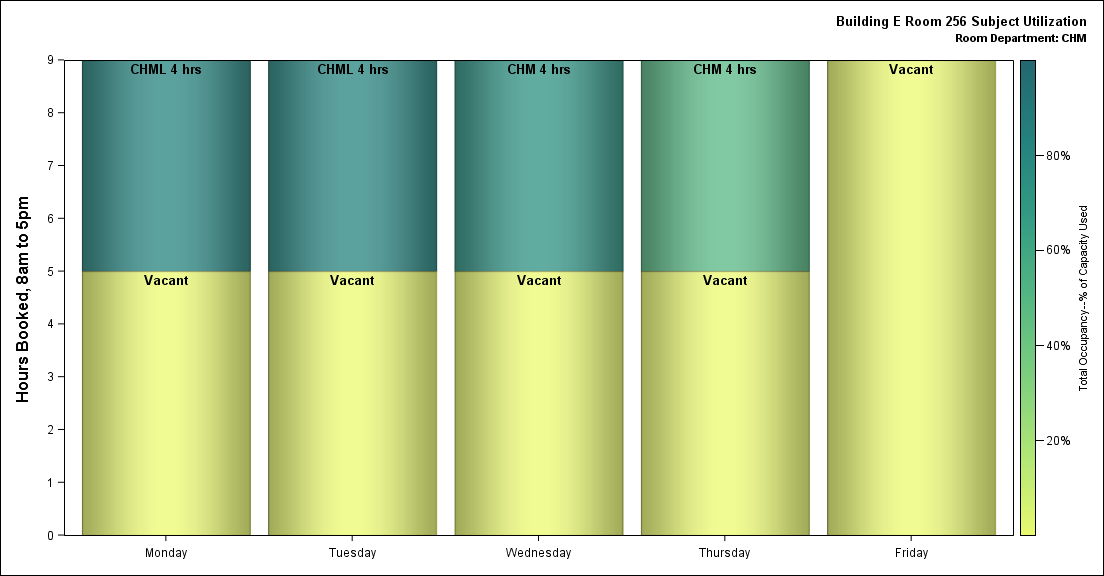 Building E Room 256 Subject Utilization
Room Department: CHM
Hours Booked, 8am to 5pm
9
8
7
6
5
4
3
2
1
0
CHML 4 hrs
CHML 4 hrs
CHM 4 hrs
CHM 4 hrs
Vacant
Vacant
Vacant
Vacant
Vacant
Monday
Tuesday
Wednesday
Thursday
Friday
80%
60%
40%
20%
Total Occupancy--% of Capacity Used